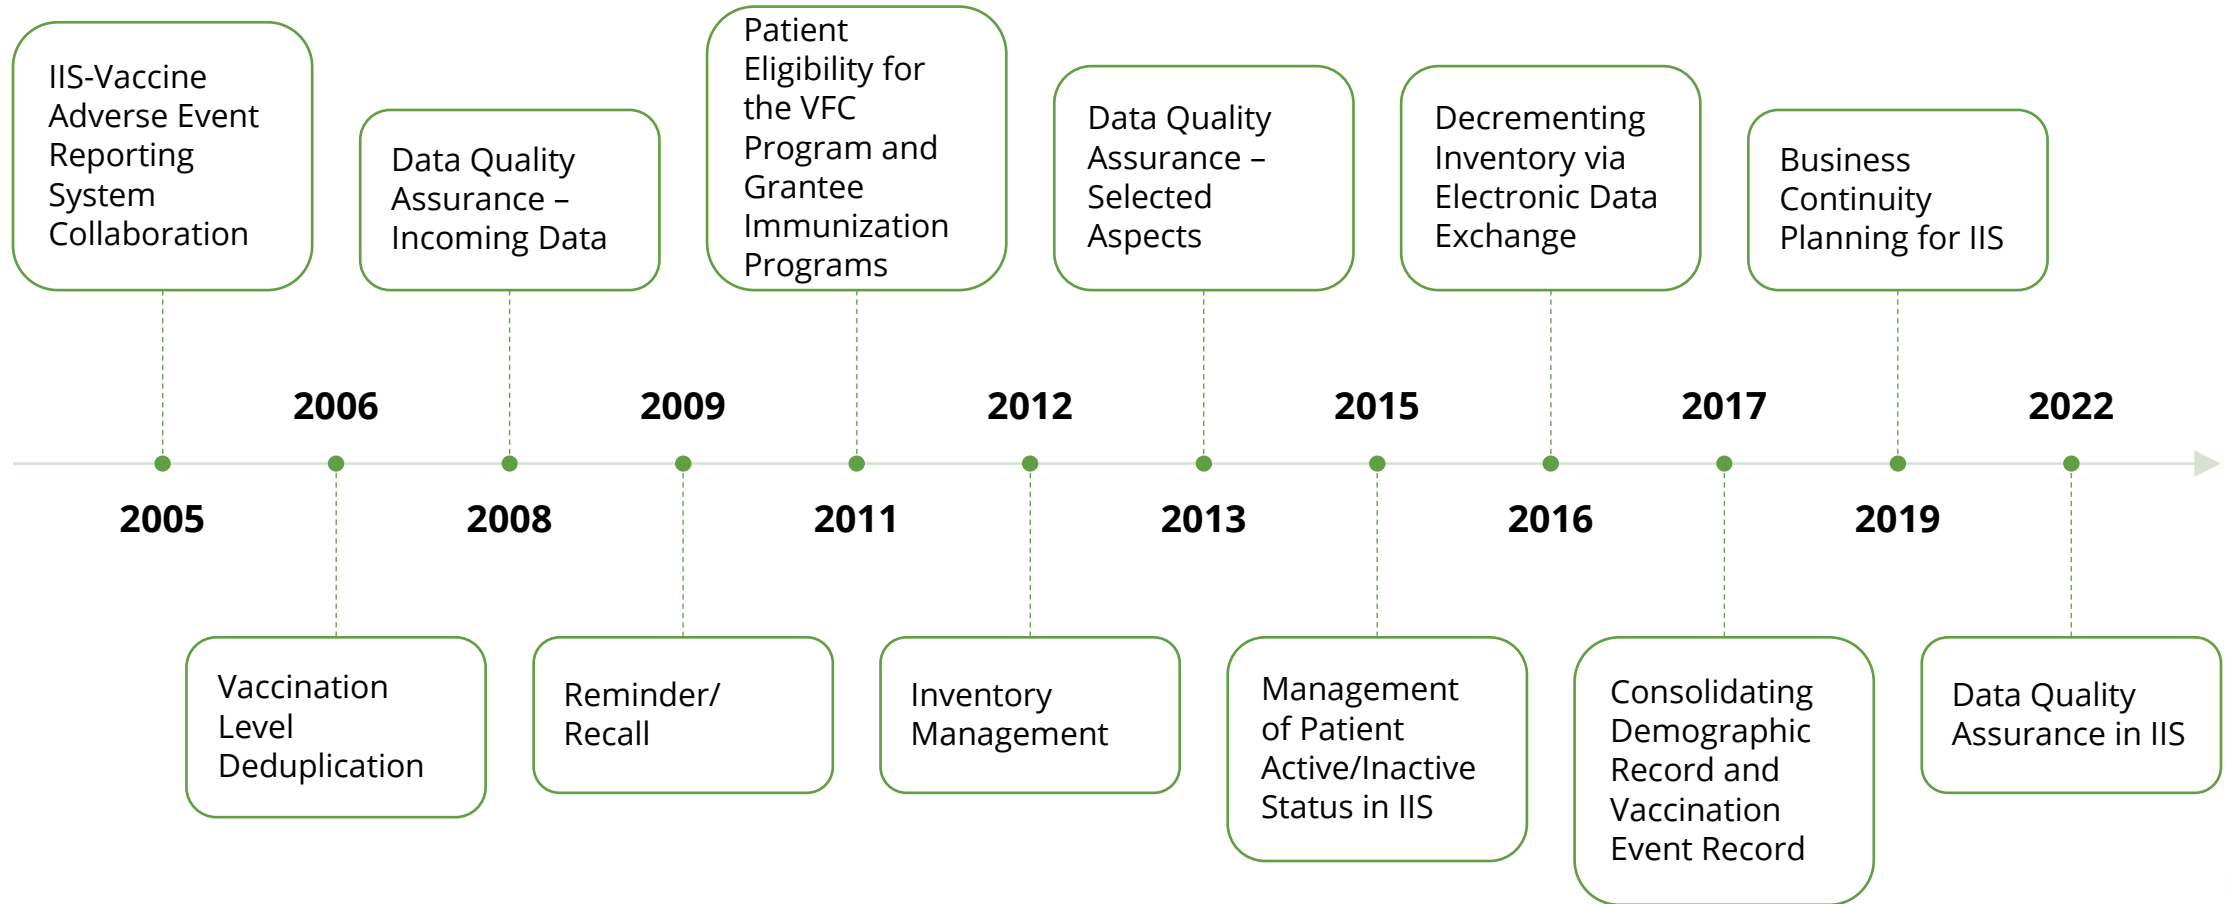 IIS-Vaccine
Adverse Event
Reporting
System
Collaboration
Data Quality
Assurance –
Incoming Data
Patient
Eligibility for
the VFC
Program and
Grantee
Immunization
Programs
Data Quality
Assurance –
Selected
Aspects
Decrementing
Inventory via
Electronic Data
Exchange
Business
Continuity
Planning for IIS
2006
2009
2012
2015
2017
2022
2005
2008
2011
2013
2016
2019
Vaccination
Level
Deduplication
Reminder/
Recall
Inventory
Management
Management
of Patient
Active/Inactive
Status in IIS
Consolidating
Demographic
Record and
Vaccination
Event Record
Data Quality
Assurance in IIS